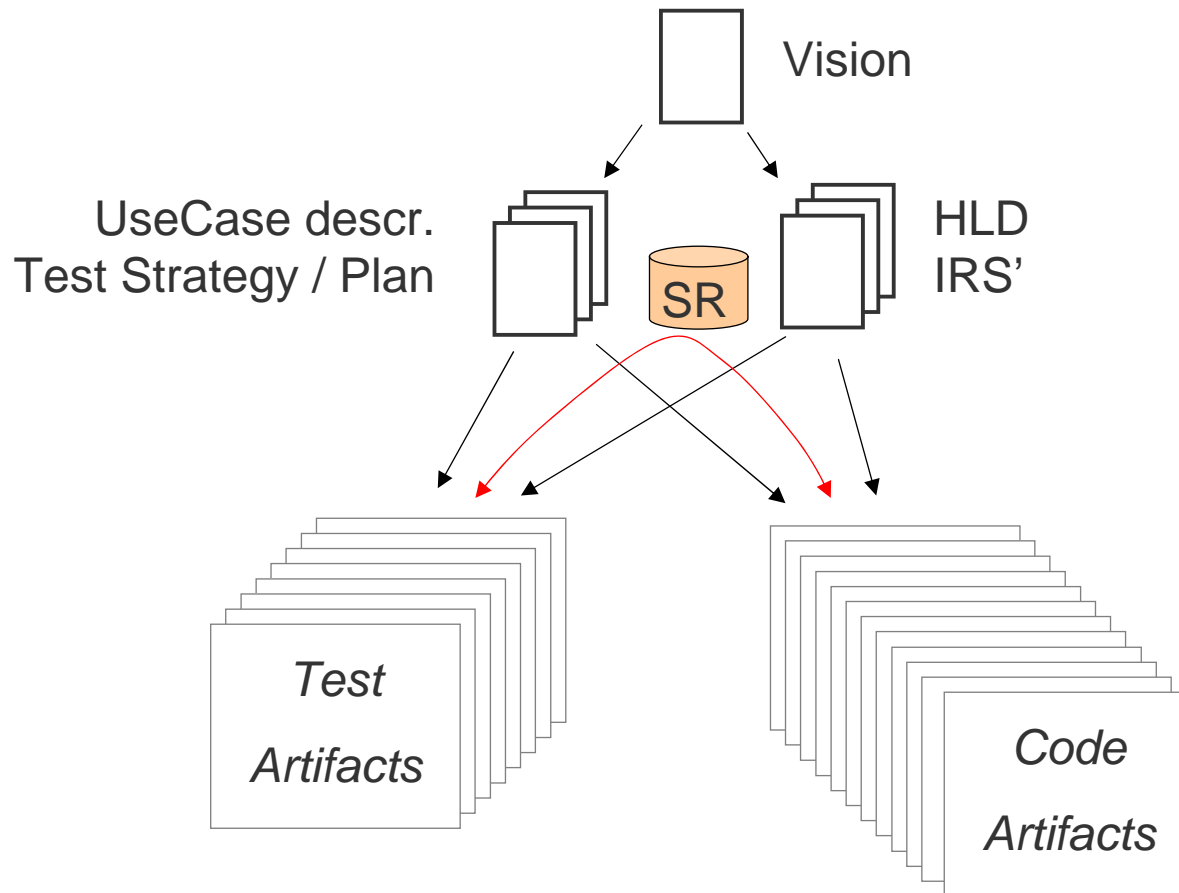 Vision
UseCase descr.
Test Strategy / Plan
HLD
IRS’
SR
Test
Artifacts
Code
Artifacts